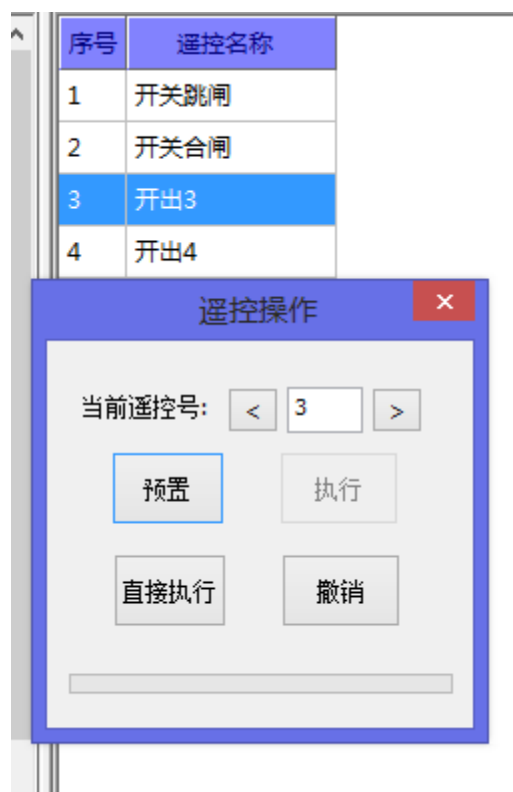 序号 遥控名称
1 开关跳闸
2 开关合闸
3 开出3
4 开出4
遥控操作 ×
当前遥控号: < 3 >
预置 执行
直接执行 撤销